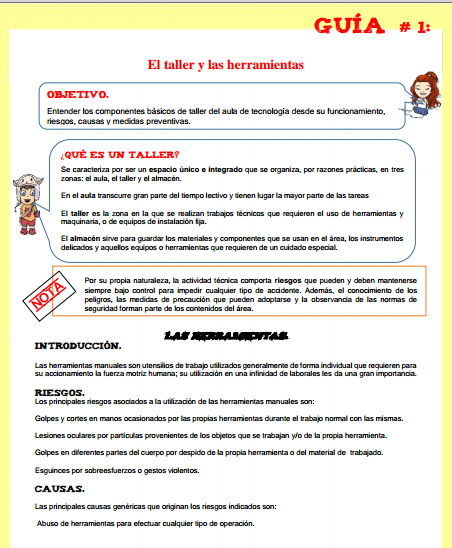 GUÍA # 1:
El taller y las herramientas
OBJETIVO.
Entender los componentes básicos de taller del aula de tecnología desde su funcionamiento,
riesgos, causas y medidas preventivas.
¿QUÉ ES UN TALLER?
Se caracteriza por ser un espacio único e integrado que se organiza, por razones prácticas, en tres
zonas: el aula, el taller y el almacén.
En el aula transcurre gran parte del tiempo lectivo y tienen lugar la mayor parte de las tareas
El taller es la zona en la que se realizan trabajos técnicos que requieren el uso de herramientas y
maquinaria, o de equipos de instalación fija.
El almacén sirve para guardar los materiales y componentes que se usan en el área, los instrumentos
delicados y aquellos equipos o herramientas que requieren de un cuidado especial.
NOTA
Por su propia naturaleza, la actividad técnica comporta riesgos que pueden y deben mantenerse
siempre bajo control para impedir cualquier tipo de accidente. Además, el conocimiento de los
peligros, las medidas de precaución que pueden adoptarse y la observancia de las normas de
seguridad forman parte de los contenidos del área.
LAS HERRAMIENTAS.
INTRODUCCIÓN.
Las herramientas manuales son utensilios de trabajo utilizados generalmente de forma individual que requieren para
su accionamiento la fuerza motriz humana; su utilización en una infinidad de laborales les da una gran importancia.
RIESGOS.
Los principales riesgos asociados a la utilización de las herramientas manuales son:
Golpes y cortes en manos ocasionados por las propias herramientas durante el trabajo normal con las mismas.
Lesiones oculares por partículas provenientes de los objetos que se trabajan y/o de la propia herramienta.
Golpes en diferentes partes del cuerpo por despido de la propia herramienta o del material de trabajado.
Esguinces por sobreesfuerzos o gestos violentos.
CAUSAS.
Las principales causas genéricas que originan los riesgos indicados son:
Abuso de herramientas para efectuar cualquier tipo de operación.